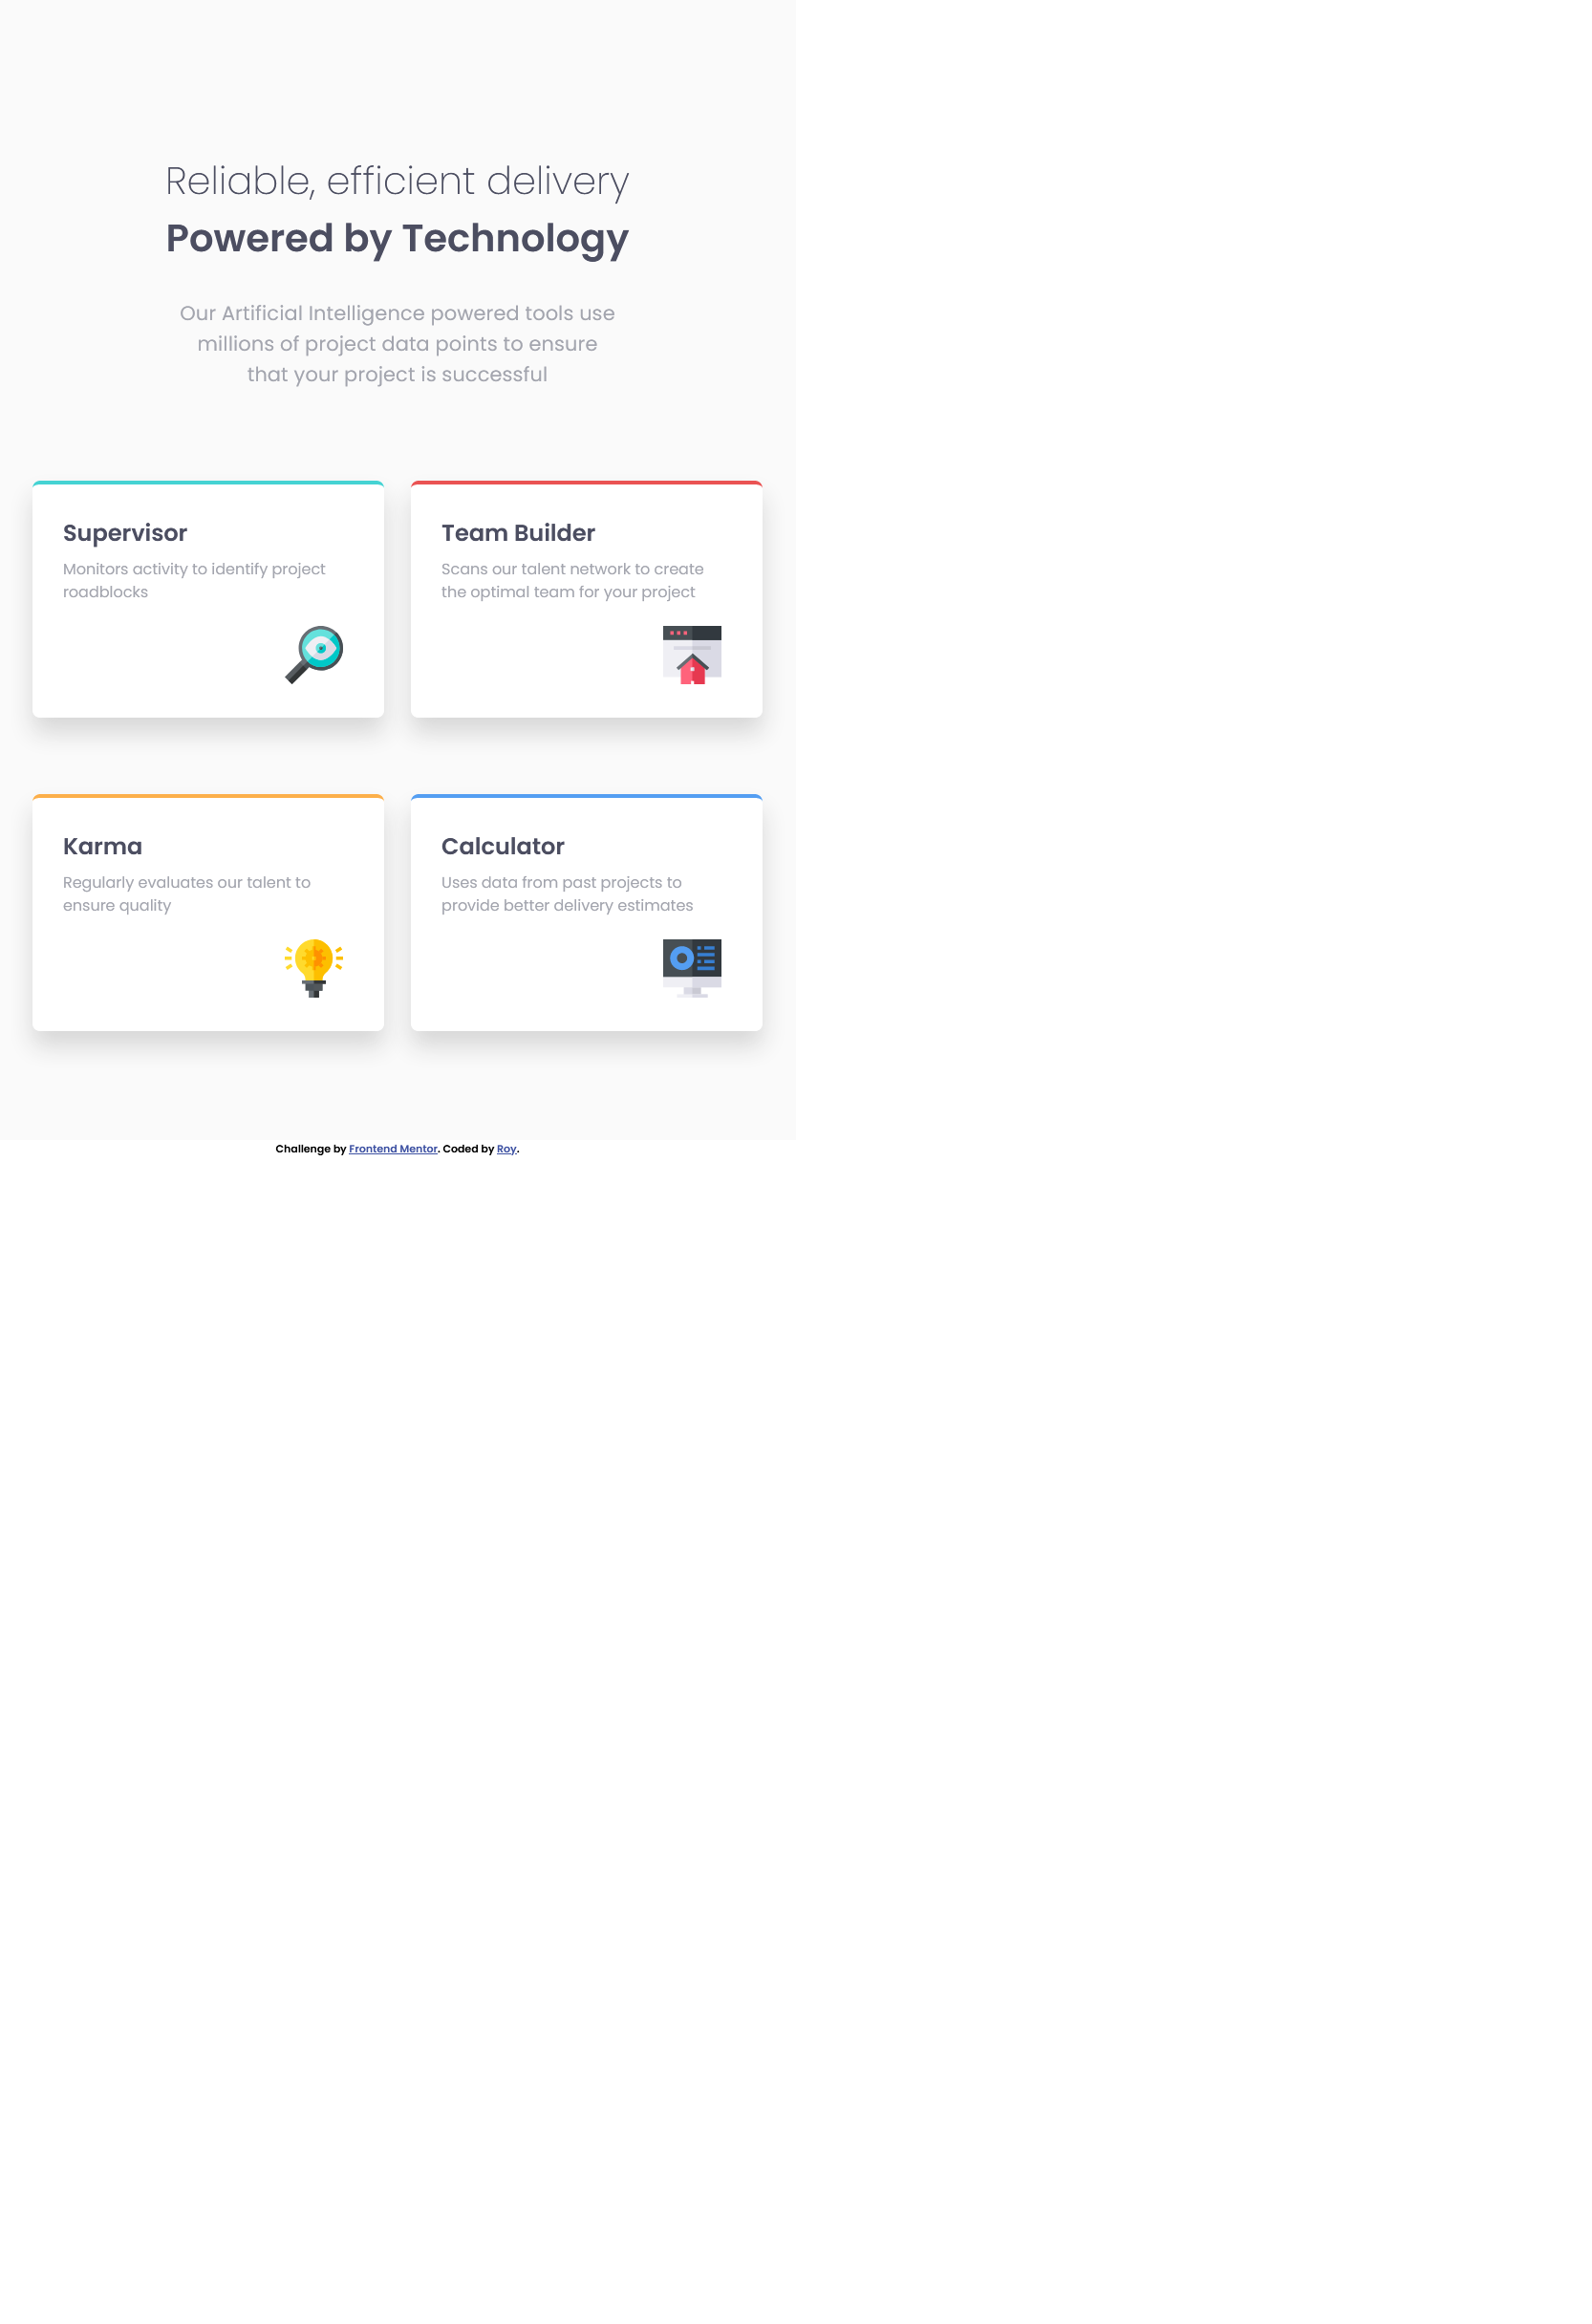 Reliable, efficient delivery
Powered by Technology
Our Artificial Intelligence powered tools use
millions of project data points to ensure
that your project is successful
Supervisor
Monitors activity to identify project
roadblocks
Team Builder
Scans our talent network to create
the optimal team for your project
Karma
Regularly evaluates our talent to
ensure quality
Calculator
Uses data from past projects to
provide better delivery estimates
Challenge by Frontend Mentor. Coded by Roy.